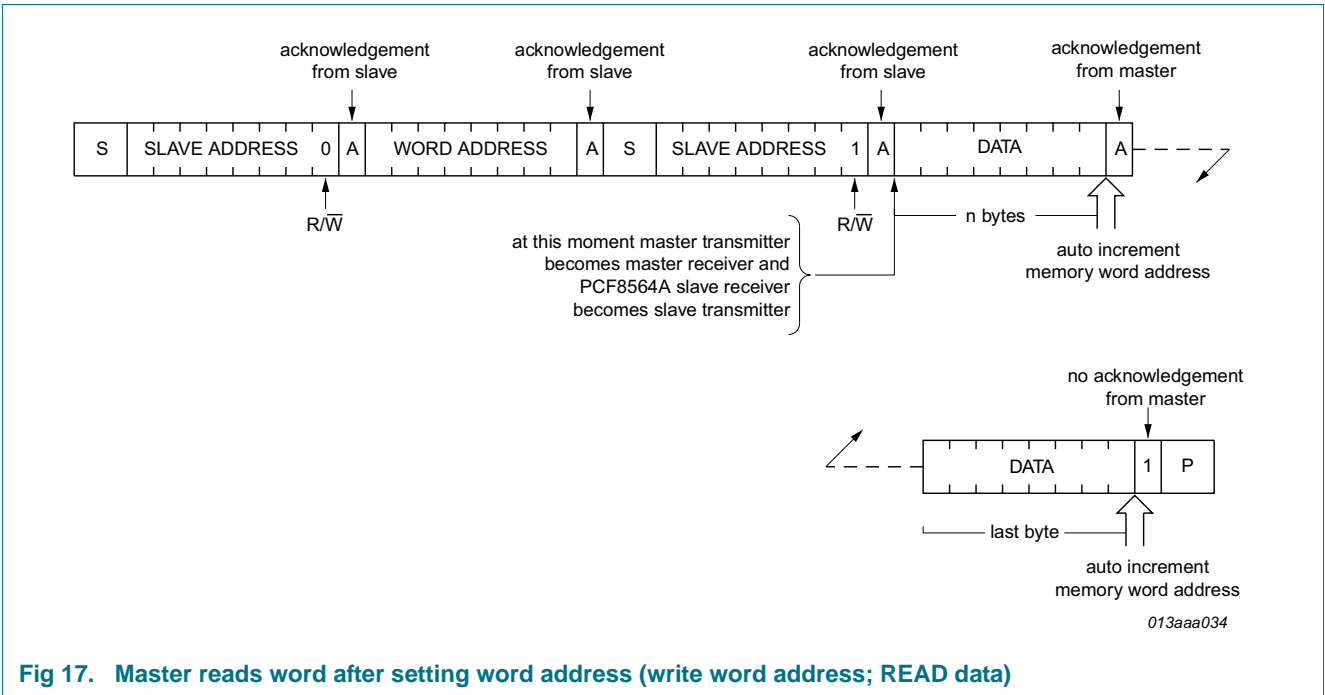 acknowledgement
from slave
acknowledgement
from slave
acknowledgement
from slave
acknowledgement
from master
S SLAVE ADDRESS 0 A WORD ADDRESS A S SLAVE ADDRESS 1 A DATA A
R/W̅
R/W̅
n bytes
at this moment master transmitter
becomes master receiver and
PCF8564A slave receiver
becomes slave transmitter
auto increment
memory word address
no acknowledgement
from master
DATA 1 P
last byte
auto increment
memory word address
013aaa034
Fig 17. Master reads word after setting word address (write word address; READ data)